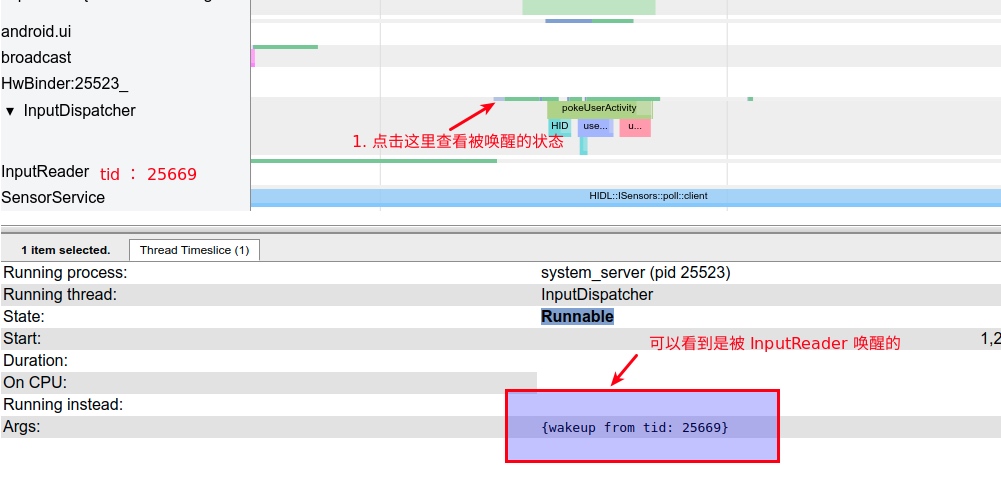 android.ui
broadcast
HwBinder:25523_
▼ InputDispatcher
pokeUserActivity
HID use... u...
1. 点击这里查看被唤醒的状态
InputReader tid : 25669
SensorService
HIDL::ISensors::poll::client
1 item selected. Thread Timeslice (1)
Running process: system_server (pid 25523)
Running thread: InputDispatcher
State: Runnable
Start: 1,2
可以看到是被 InputReader 唤醒的
Duration:
On CPU:
Running instead:
Args: {wakeup from tid: 25669}